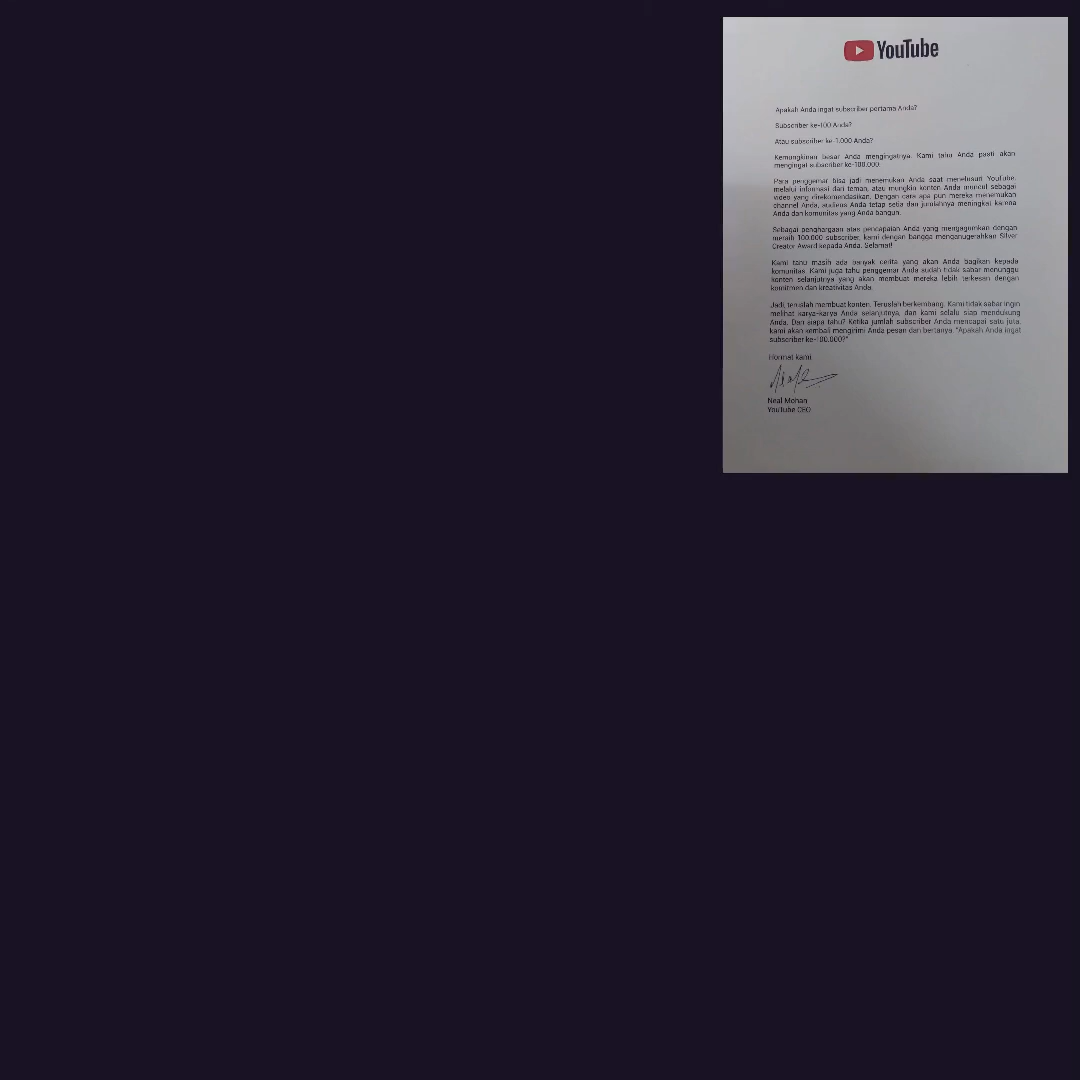 YouTube
Apakah Anda ingat subscriber pertama Anda?
Subscriber ke-100 Anda?
Atau subscriber ke-1.000 Anda?
Kemungkinan besar Anda mengingatnya. Kami tahu Anda pasti akan
mengingat subscriber ke-100.000.
Para penggemar bisa jadi menemukan Anda saat menelusuri YouTube,
melalui informasi dari teman, atau mungkin konten Anda muncul sebagai
video yang direkomendasikan. Dengan cara apa pun mereka menemukan
channel Anda, audiens Anda tetap setia dan jumlahnya meningkat karena
Anda dan komunitas yang Anda bangun.
Sebagai penghargaan atas pencapaian Anda yang mengagumkan dengan
meraih 100.000 subscriber, kami dengan bangga menganugerahkan Silver
Creator Award kepada Anda. Selamat!
Kami tahu masih ada banyak cerita yang akan Anda bagikan kepada
komunitas. Kami juga tahu penggemar Anda sudah tidak sabar menunggu
konten selanjutnya yang akan membuat mereka lebih terkesan dengan
komitmen dan kreativitas Anda.
Jadi, teruslah membuat konten. Teruslah berkembang. Kami tidak sabar ingin
melihat karya-karya Anda selanjutnya, dan kami selalu siap mendukung
Anda. Dan siapa tahu? Ketika jumlah subscriber Anda mencapai satu juta,
kami akan kembali mengirimi Anda pesan dan bertanya, "Apakah Anda ingat
subscriber ke-100.000?"
Hormat kami
Neal Mohan
YouTube CEO